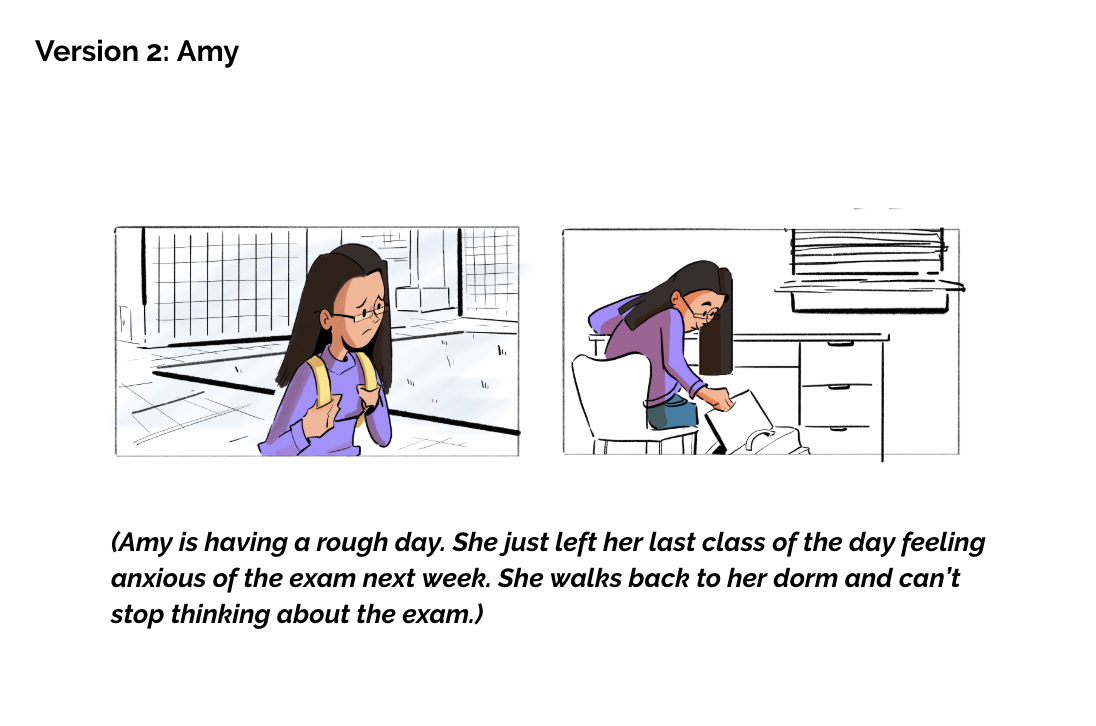 Version 2: Amy
(Amy is having a rough day. She just left her last class of the day feeling
anxious of the exam next week. She walks back to her dorm and can’t
stop thinking about the exam.)